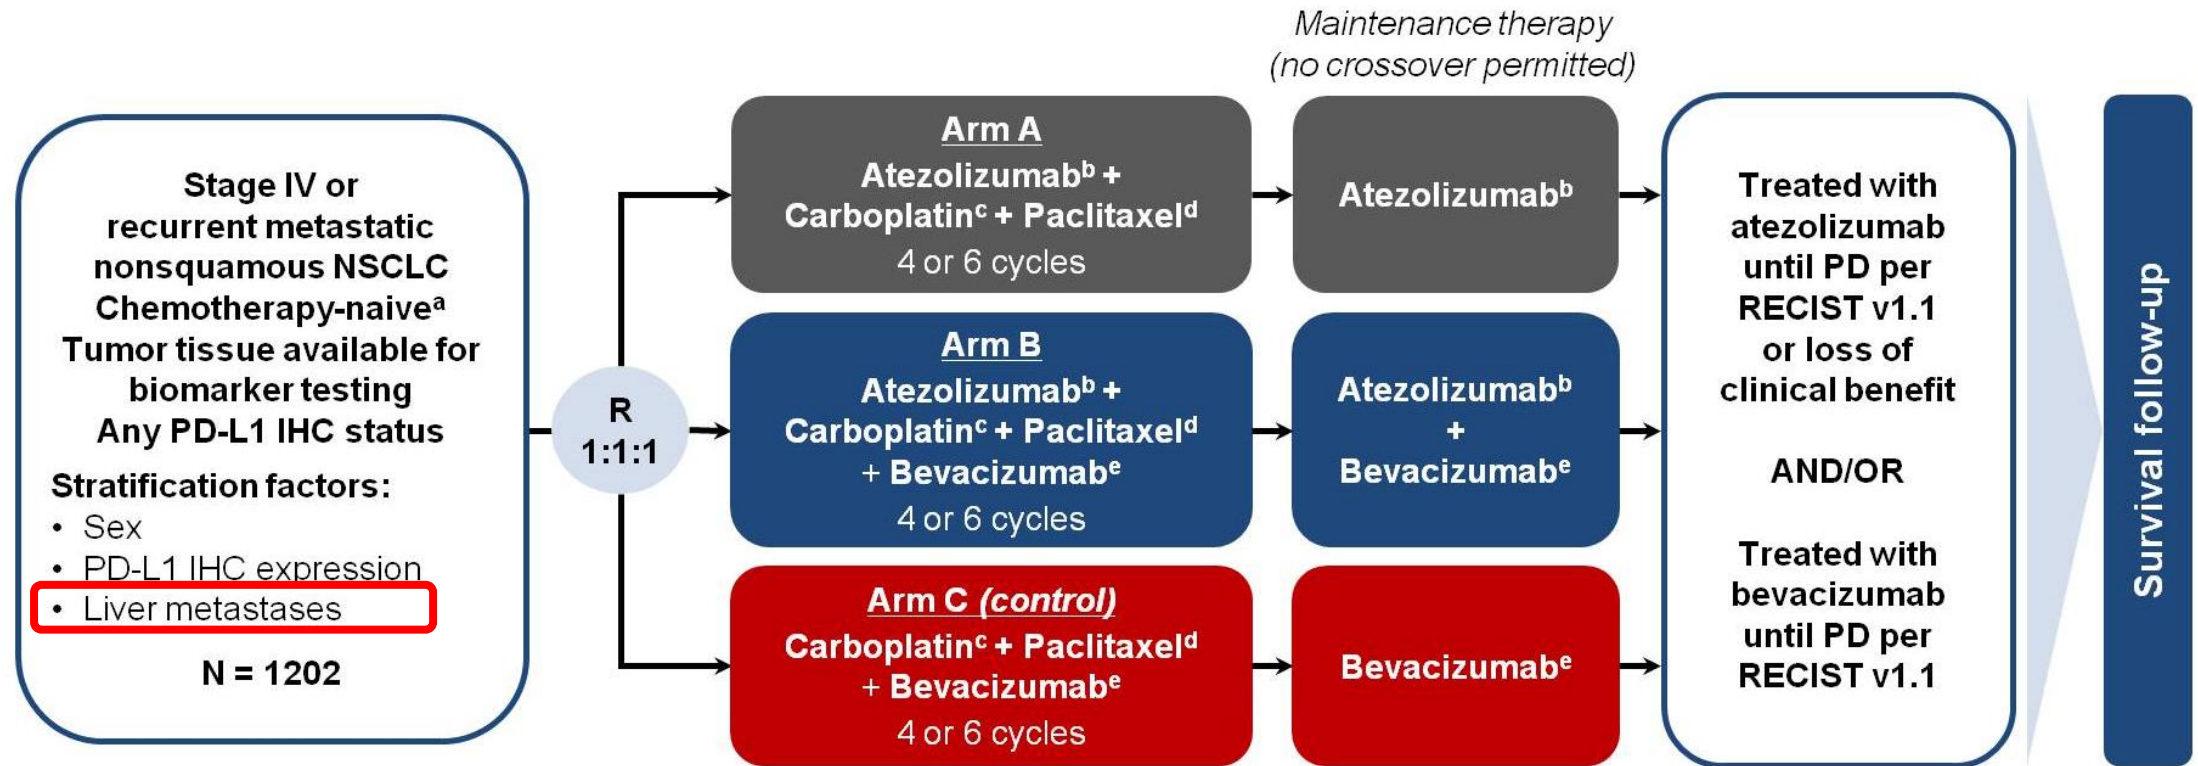 Maintenance therapy
(no crossover permitted)
Stage IV or
recurrent metastatic
nonsquamous NSCLC
Chemotherapy-naiveᵃ
Tumor tissue available for
biomarker testing
Any PD-L1 IHC status
Stratification factors:
• Sex
• PD-L1 IHC expression
• Liver metastases
N = 1202
R
1:1:1
Arm A
Atezolizumabᵇ +
Carboplatinᶜ + Paclitaxelᵈ
4 or 6 cycles
Atezolizumabᵇ
Arm B
Atezolizumabᵇ +
Carboplatinᶜ + Paclitaxelᵈ
+ Bevacizumabᵉ
4 or 6 cycles
Atezolizumabᵇ
+
Bevacizumabᵉ
Arm C (control)
Carboplatinᶜ + Paclitaxelᵈ
+ Bevacizumabᵉ
4 or 6 cycles
Bevacizumabᵉ
Treated with
atezolizumab
until PD per
RECIST v1.1
or loss of
clinical benefit
AND/OR
Treated with
bevacizumab
until PD per
RECIST v1.1
Survival follow-up